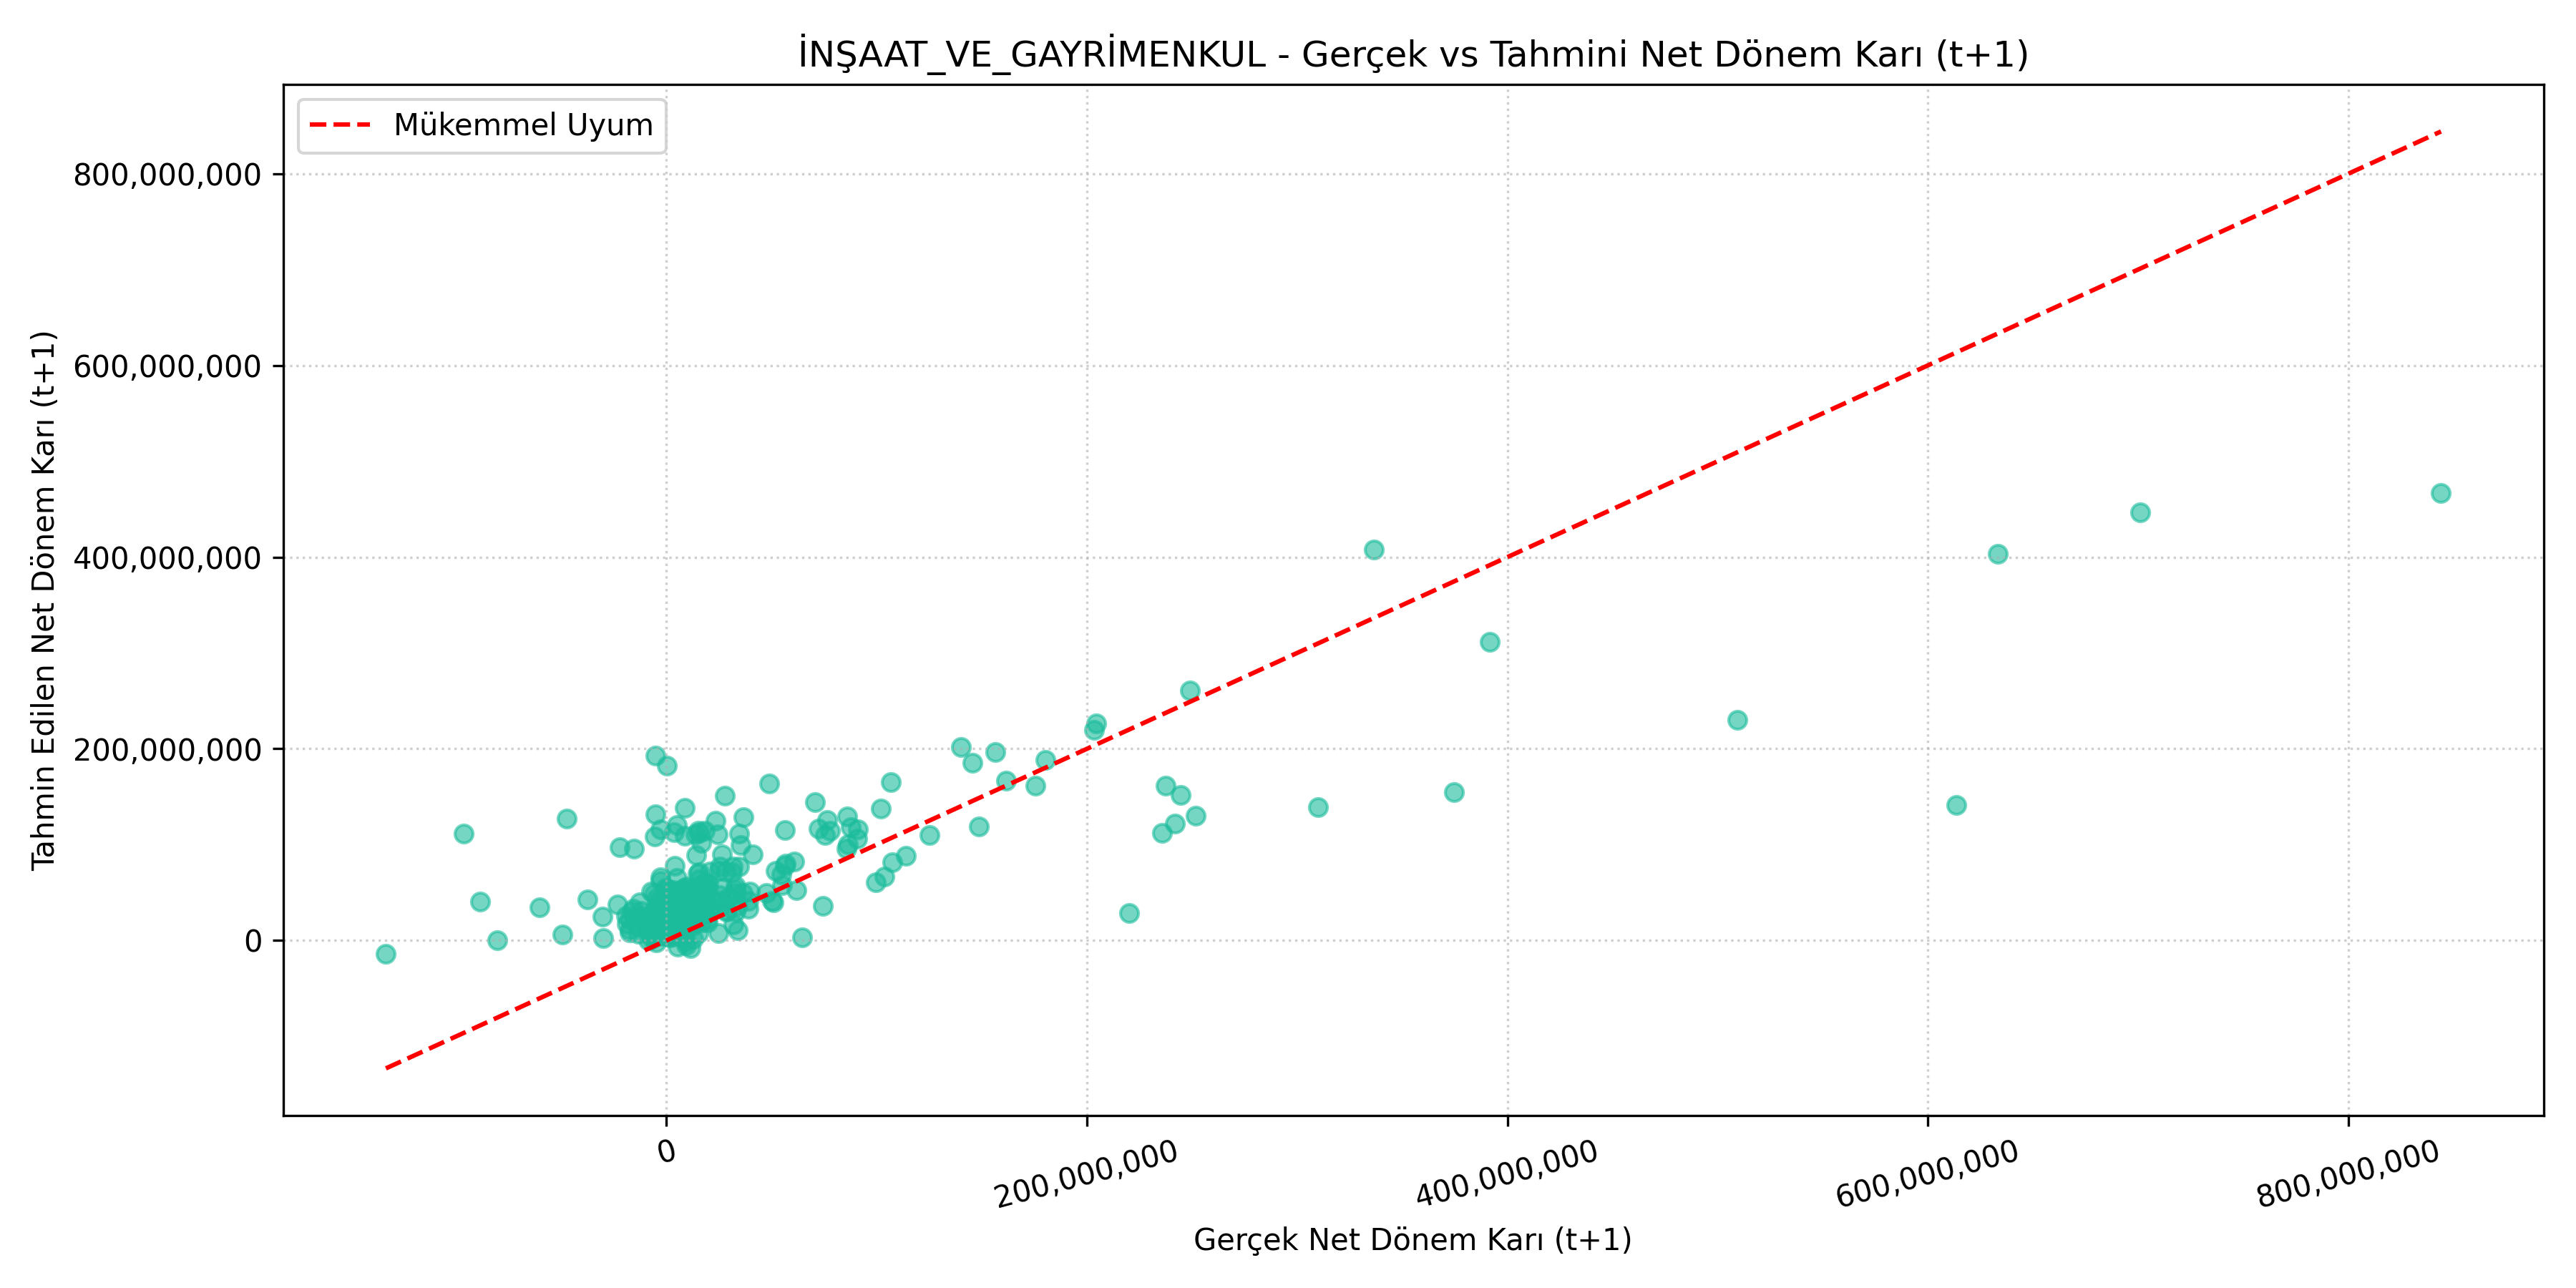 İNŞAAT_VE_GAYRİMENKUL - Gerçek vs Tahmini Net Dönem Karı (t+1)
Mükemmel Uyum
Tahmin Edilen Net Dönem Karı (t+1)
800,000,000
600,000,000
400,000,000
200,000,000
0
0
200,000,000
400,000,000
600,000,000
800,000,000
Gerçek Net Dönem Karı (t+1)